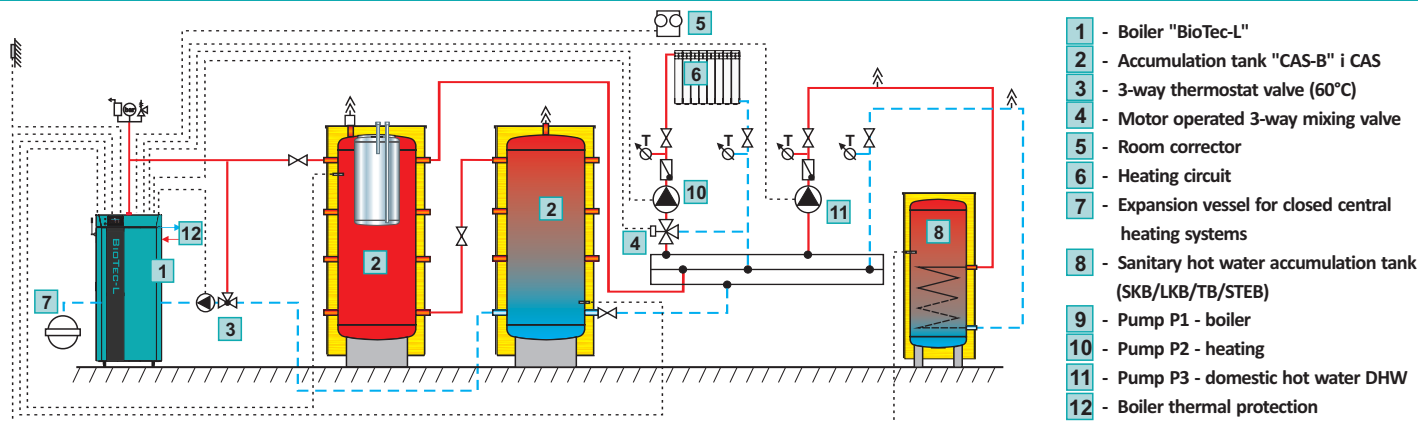 5
6
T
T
T
T
10
11
4
2
2
8
12
BIOTEC-L
1
7
3
1 - Boiler "BioTec-L"
2 - Accumulation tank "CAS-B" i CAS
3 - 3-way thermostat valve (60°C)
4 - Motor operated 3-way mixing valve
5 - Room corrector
6 - Heating circuit
7 - Expansion vessel for closed central
heating systems
8 - Sanitary hot water accumulation tank
(SKB/LKB/TB/STEB)
9 - Pump P1 - boiler
10 - Pump P2 - heating
11 - Pump P3 - domestic hot water DHW
12 - Boiler thermal protection